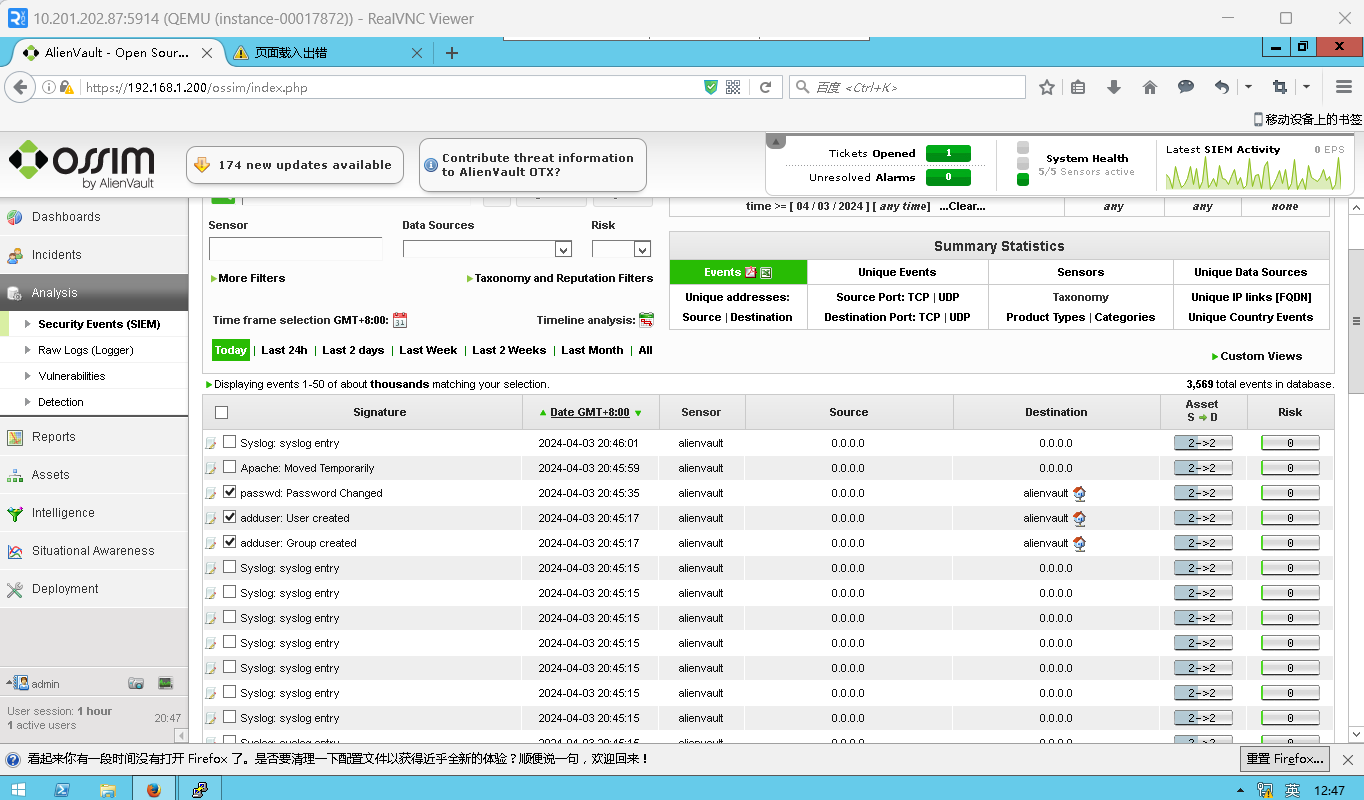 10.201.202.87:5914 (QEMU (instance-00017872)) - RealVNC Viewer
AlienVault - Open Sour...
页面载入出错
https://192.168.1.200/ossim/index.php
百度 <Ctrl+K>
移动设备上的书签
OSSIM
by AlienVault
174 new updates available
Contribute threat information
to AlienVault OTX?
Tickets Opened 1
Unresolved Alarms 0
System Health
5/5 Sensors active
Latest SIEM Activity 0 EPS
Dashboards
Incidents
Analysis
Security Events (SIEM)
Raw Logs (Logger)
Vulnerabilities
Detection
Reports
Assets
Intelligence
Situational Awareness
Deployment
admin
User session: 1 hour
1 active users
20:47
time >= [ 04 / 03 / 2024 ] [ any time] ...Clear... any any none
Sensor Data Sources Risk
More Filters Taxonomy and Reputation Filters
Time frame selection GMT+8:00: 31 Timeline analysis:
Today | Last 24h | Last 2 days | Last Week | Last 2 Weeks | Last Month | All
Summary Statistics
Events Unique Events Sensors Unique Data Sources
Unique addresses: Source Port: TCP | UDP Taxonomy Unique IP links [FQDN]
Source | Destination Destination Port: TCP | UDP Product Types | Categories Unique Country Events
Custom Views
Displaying events 1-50 of about thousands matching your selection. 3,569 total events in database.
Signature Date GMT+8:00 Sensor Source Destination Asset S D Risk
Syslog: syslog entry 2024-04-03 20:46:01 alienvault 0.0.0.0 0.0.0.0 2->2 0
Apache: Moved Temporarily 2024-04-03 20:45:59 alienvault 0.0.0.0 0.0.0.0 2->2 0
passwd: Password Changed 2024-04-03 20:45:35 alienvault 0.0.0.0 alienvault 2->2 0
adduser: User created 2024-04-03 20:45:17 alienvault 0.0.0.0 alienvault 2->2 0
adduser: Group created 2024-04-03 20:45:17 alienvault 0.0.0.0 alienvault 2->2 0
Syslog: syslog entry 2024-04-03 20:45:15 alienvault 0.0.0.0 0.0.0.0 2->2 0
Syslog: syslog entry 2024-04-03 20:45:15 alienvault 0.0.0.0 0.0.0.0 2->2 0
Syslog: syslog entry 2024-04-03 20:45:15 alienvault 0.0.0.0 0.0.0.0 2->2 0
Syslog: syslog entry 2024-04-03 20:45:15 alienvault 0.0.0.0 0.0.0.0 2->2 0
Syslog: syslog entry 2024-04-03 20:45:15 alienvault 0.0.0.0 0.0.0.0 2->2 0
Syslog: syslog entry 2024-04-03 20:45:15 alienvault 0.0.0.0 0.0.0.0 2->2 0
Syslog: syslog entry 2024-04-03 20:45:15 alienvault 0.0.0.0 0.0.0.0 2->2 0
看起来你有一段时间没有打开 Firefox 了。是否要清理一下配置文件以获得近乎全新的体验？顺便说一句，欢迎回来！
重置 Firefox...
英 12:47